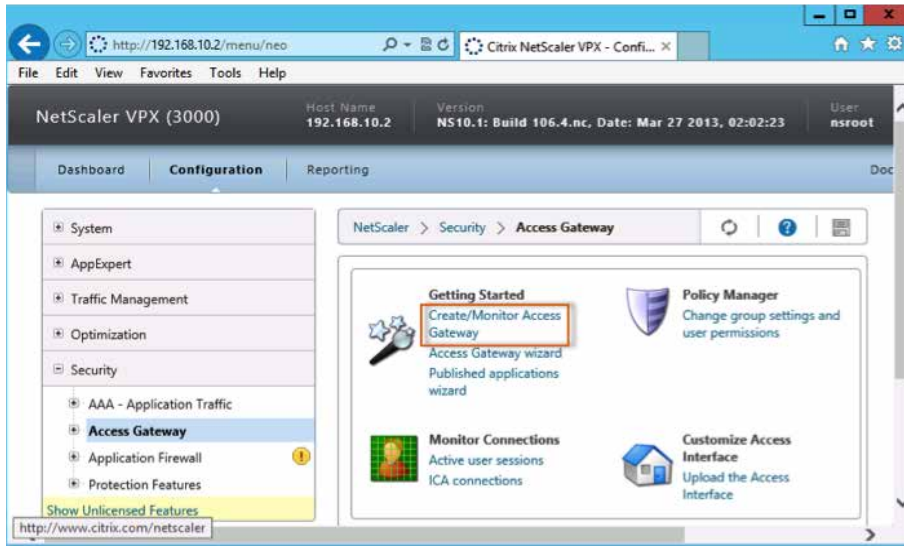 http://192.168.10.2/menu/neo
Citrix NetScaler VPX - Confi...
File Edit View Favorites Tools Help
NetScaler VPX (3000)
Host Name
192.168.10.2
Version
NS10.1: Build 106.4.nc, Date: Mar 27 2013, 02:02:23
User
nsroot
Dashboard Configuration Reporting Doc
System
AppExpert
Traffic Management
Optimization
Security
AAA - Application Traffic
Access Gateway
Application Firewall
Protection Features
Show Unlicensed Features
http://www.citrix.com/netscaler
NetScaler > Security > Access Gateway
Getting Started
Create/Monitor Access
Gateway
Access Gateway wizard
Published applications
wizard
Policy Manager
Change group settings and
user permissions
Monitor Connections
Active user sessions
ICA connections
Customize Access
Interface
Upload the Access
Interface